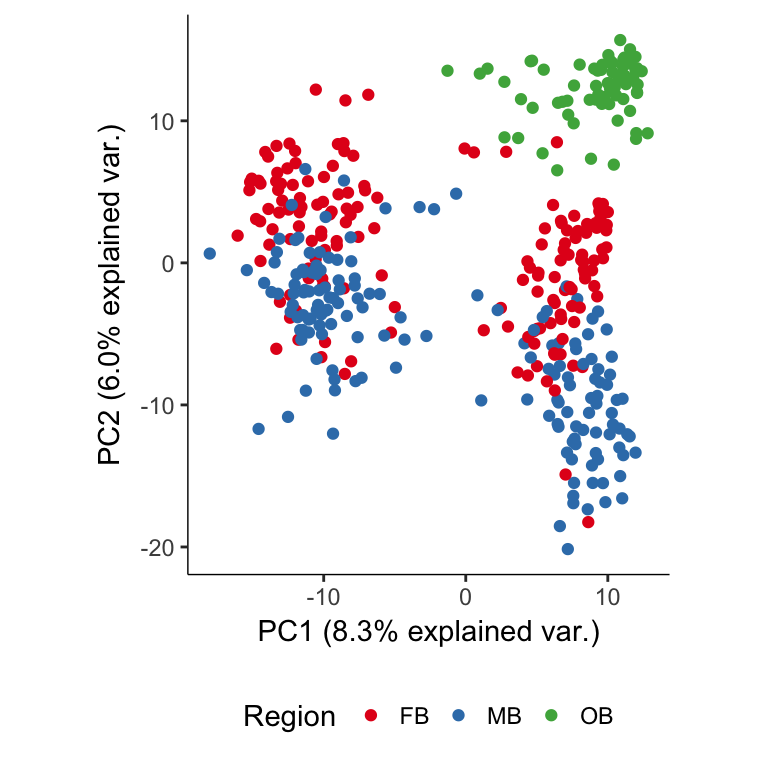 PC2 (6.0% explained var.)
10
0
-10
-20
-10 0 10
PC1 (8.3% explained var.)
Region FB MB OB